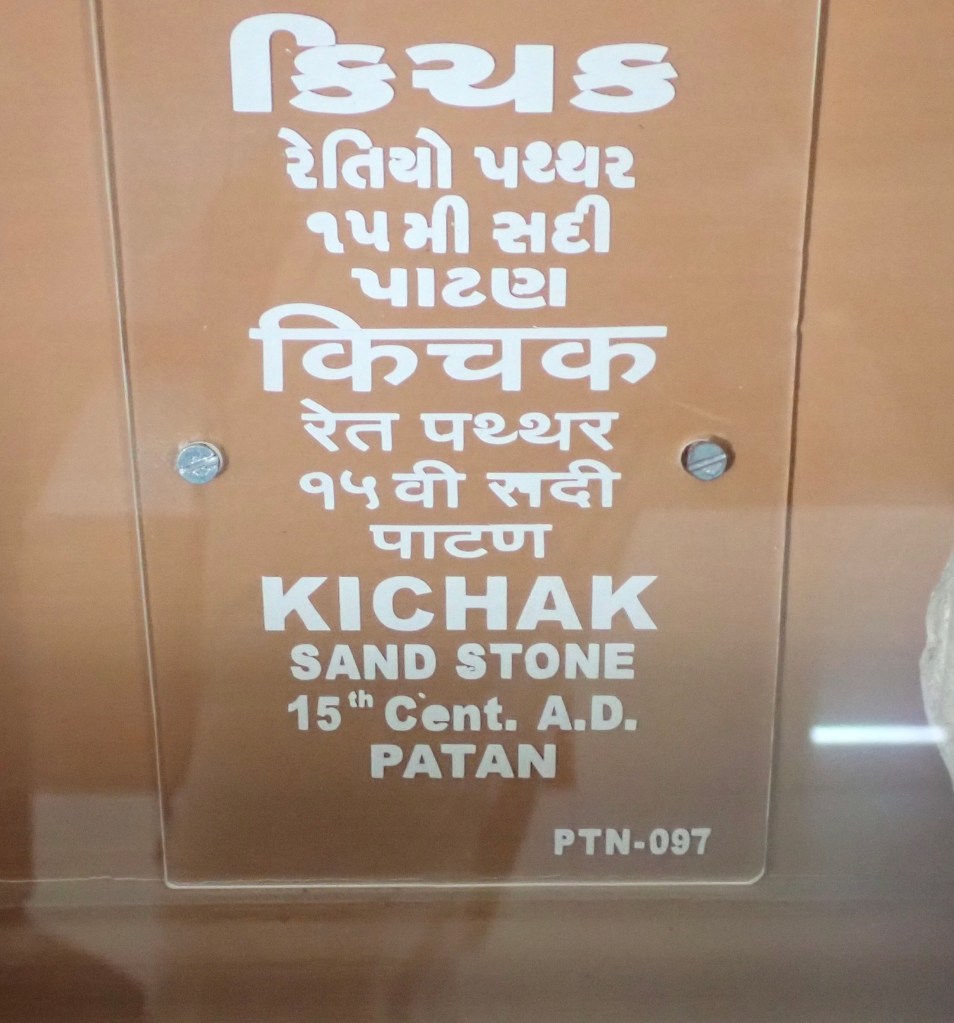 કિચક
રેતિયો પથ્થર
૧૫મી સદી
પાટણ
किचक
रेत पथ्थर
१५वी सदी
पाटण
KICHAK
SAND STONE
15th Cent. A.D.
PATAN
PTN-097